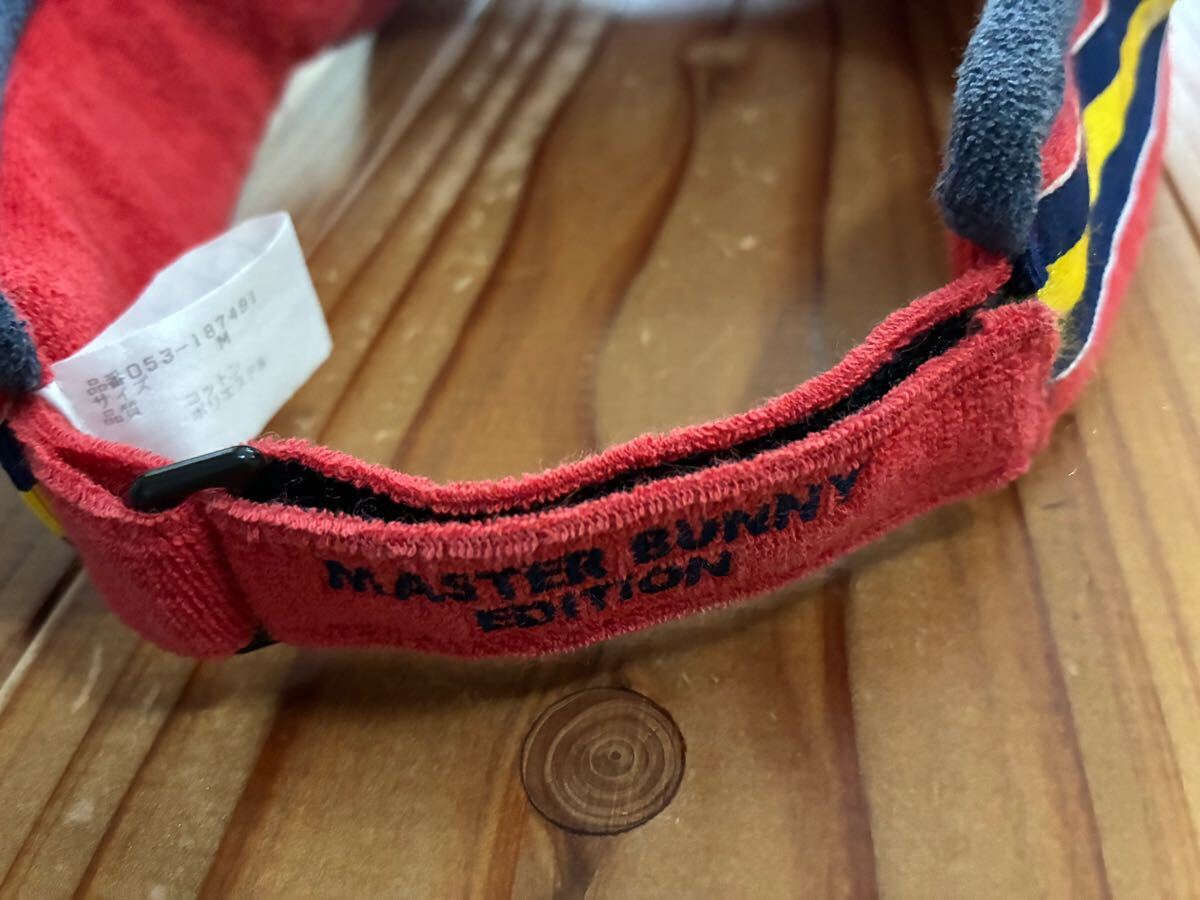 品番053-187491
サイズ M
品質 コットン
ポリエステル
MASTER BUNNY
EDITION